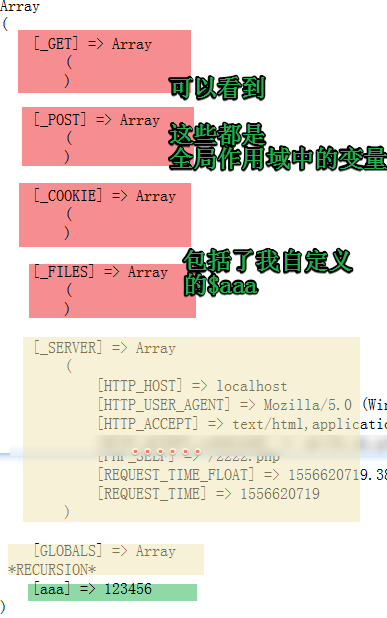 Array
(
[_GET] => Array
(
)
可以看到
[_POST] => Array
(
)
这些都是
全局作用域中的变量
[_COOKIE] => Array
(
)
包括了我自定义
的$aaa
[_FILES] => Array
(
)
[_SERVER] => Array
(
[HTTP_HOST] => localhost
[HTTP_USER_AGENT] => Mozilla/5.0 (Win
[HTTP_ACCEPT] => text/html,applicatio
......
[PHP_SELF] => /2222.php
[REQUEST_TIME_FLOAT] => 1556620719.38
[REQUEST_TIME] => 1556620719
)
[GLOBALS] => Array
*RECURSION*
[aaa] => 123456
)